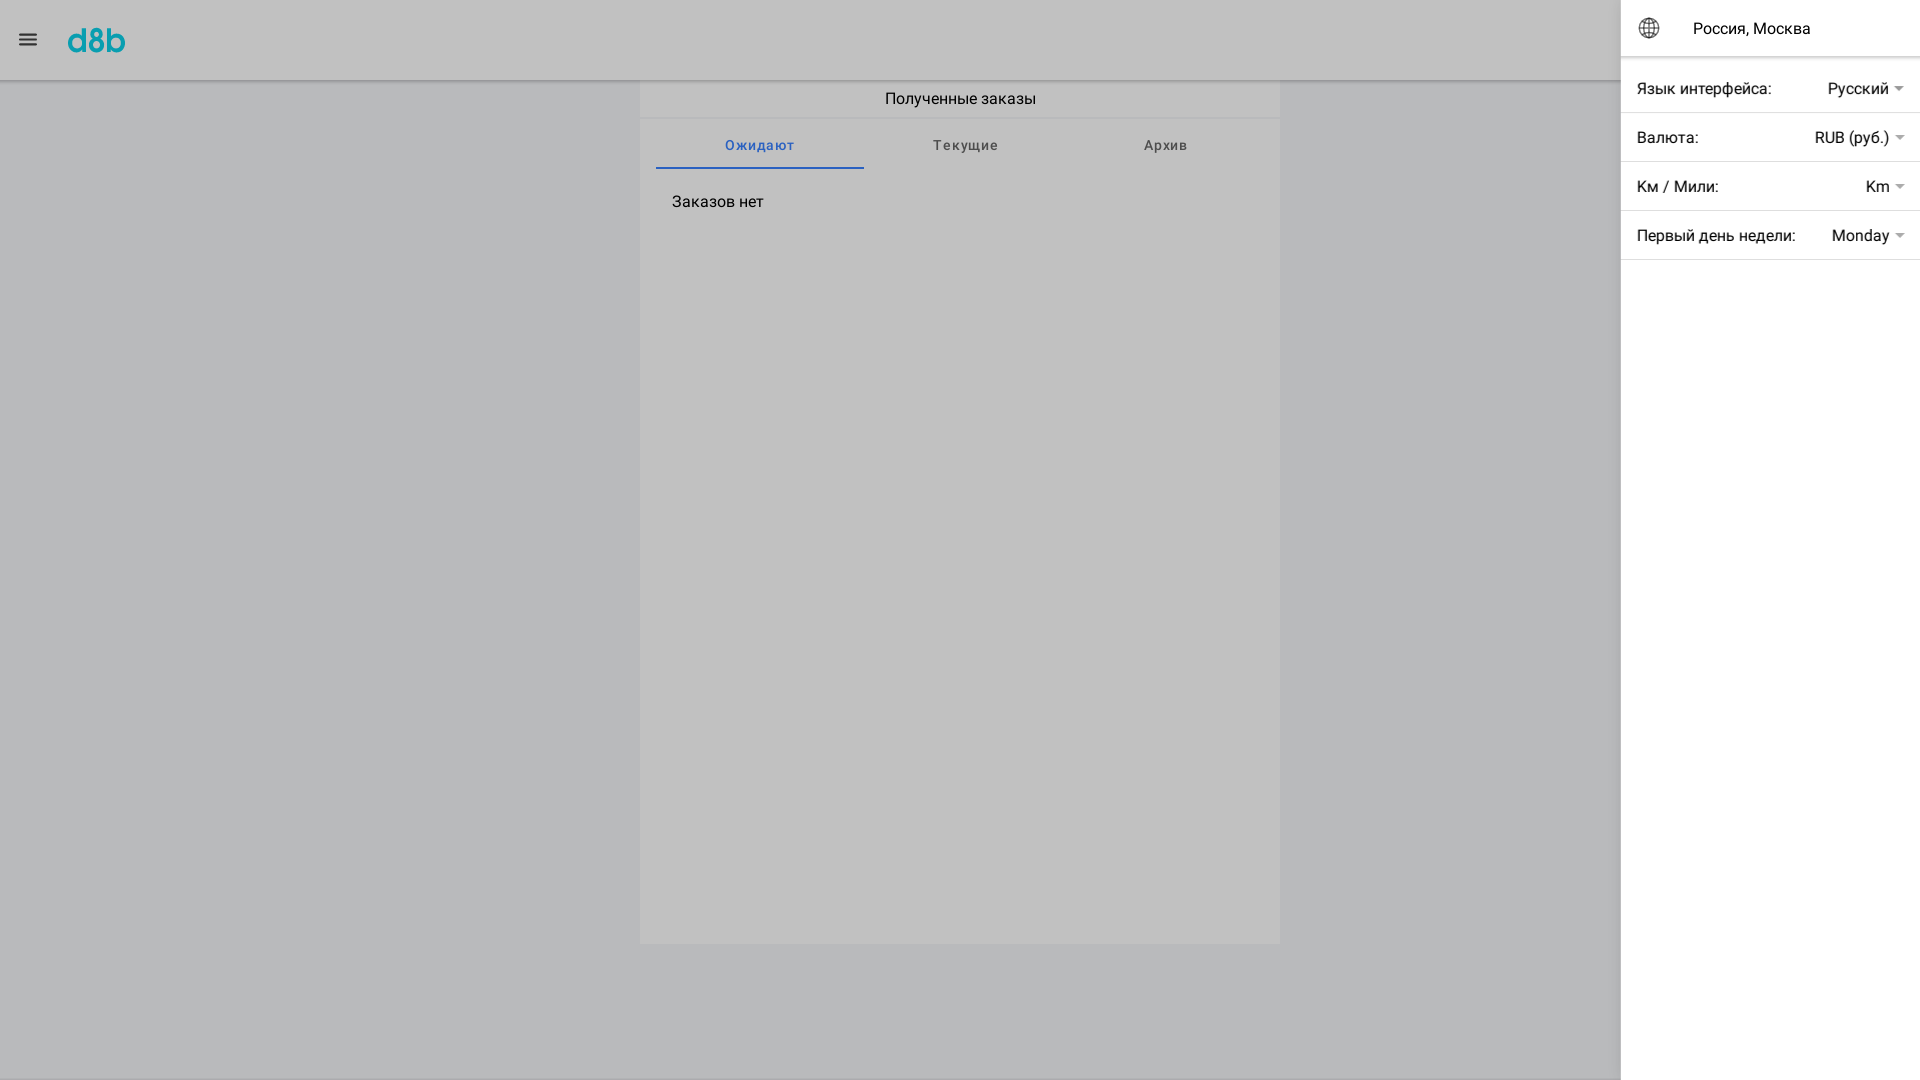 d8b
Россия, Москва
Полученные заказы
Ожидают
Текущие
Архив
Заказов нет
Язык интерфейса: Русский
Валюта: RUB (руб.)
Км / Мили: Km
Первый день недели: Monday